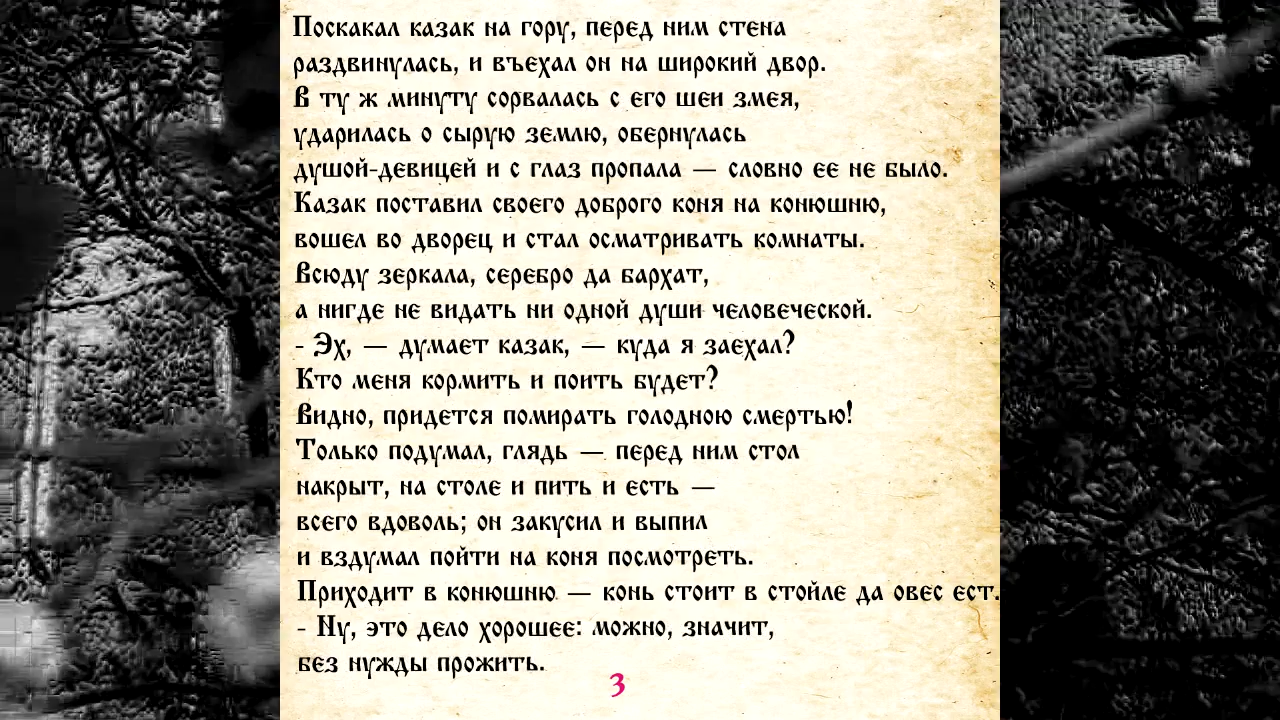 Поскакал казак на гору, перед ним стена
раздвинулась, и въехал он на широкий двор.
В ту ж минуту сорвалась с его шеи змея,
ударилась о сырую землю, обернулась
душой-девицей и с глаз пропала — словно ее не было.
Казак поставил своего доброго коня на конюшню,
вошел во дворец и стал осматривать комнаты.
Всюду зеркала, серебро да бархат,
а нигде не видать ни одной души человеческой.
- Эх, — думает казак, — куда я заехал?
Кто меня кормить и поить будет?
Видно, придется помирать голодною смертью!
Только подумал, глядь — перед ним стол
накрыт, на столе и пить и есть —
всего вдоволь; он закусил и выпил
и вздумал пойти на коня посмотреть.
Приходит в конюшню — конь стоит в стойле да овес ест.
- Ну, это дело хорошее: можно, значит,
без нужды прожить.
3